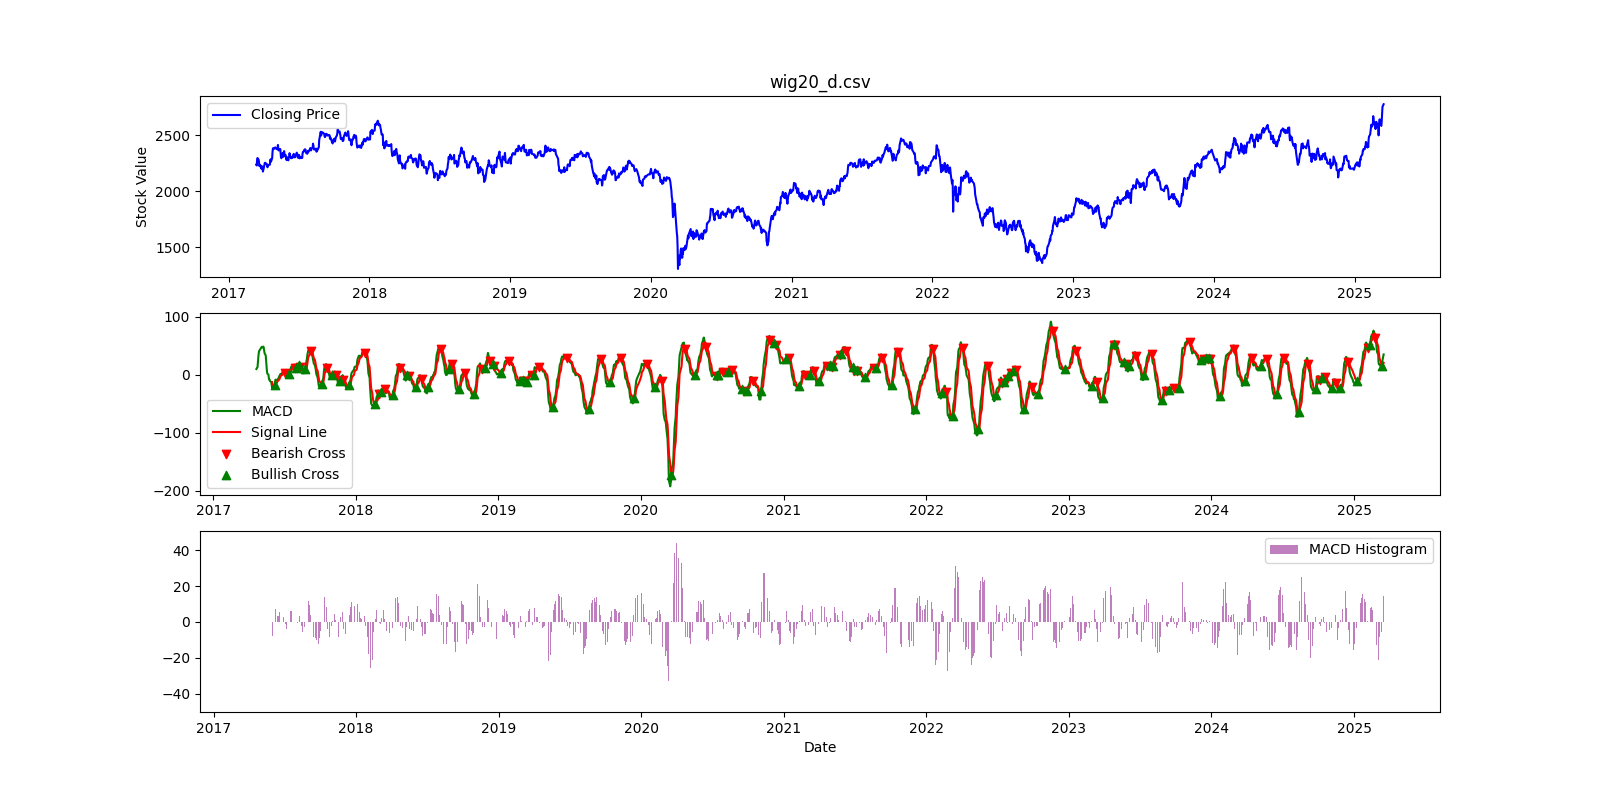 wig20_d.csv
Closing Price
Stock Value
2500
2000
1500
2017 2018 2019 2020 2021 2022 2023 2024 2025
100
0
−100
−200
MACD
Signal Line
Bearish Cross
Bullish Cross
2017 2018 2019 2020 2021 2022 2023 2024 2025
MACD Histogram
40
20
0
−20
−40
2017 2018 2019 2020 2021 2022 2023 2024 2025
Date